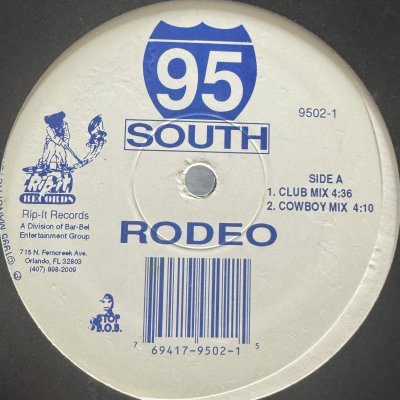 95
SOUTH
9502-1
Rip-It
RECORDS
Rip-It Records
A Division of Bar-Bel
Entertainment Group
715 N. Ferncreek Ave.
Orlando, FL 32803
(407) 898-2009
SIDE A
1. CLUB MIX 4:36
2. COWBOY MIX 4:10
RODEO
STOP
B.O.B.
7 69417-9502-1 5